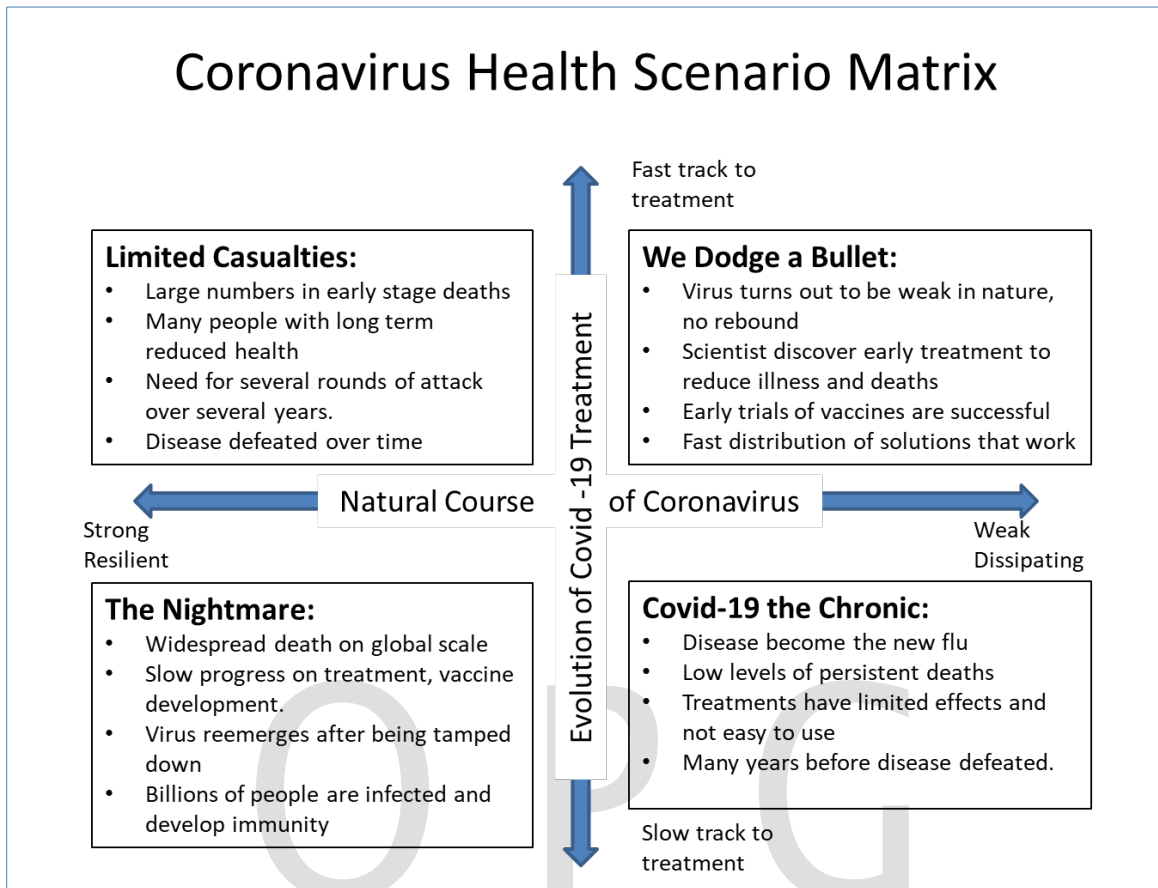 Coronavirus Health Scenario Matrix
Fast track to
treatment
Limited Casualties:
• Large numbers in early stage deaths
• Many people with long term
reduced health
• Need for several rounds of attack
over several years.
• Disease defeated over time
We Dodge a Bullet:
• Virus turns out to be weak in nature,
no rebound
• Scientist discover early treatment to
reduce illness and deaths
• Early trials of vaccines are successful
• Fast distribution of solutions that work
Evolution of Covid -19 Treatment
Natural Course of Coronavirus
Strong
Resilient
Weak
Dissipating
The Nightmare:
• Widespread death on global scale
• Slow progress on treatment, vaccine
development.
• Virus reemerges after being tamped
down
• Billions of people are infected and
develop immunity
Covid-19 the Chronic:
• Disease become the new flu
• Low levels of persistent deaths
• Treatments have limited effects and
not easy to use
• Many years before disease defeated.
Slow track to
treatment
O P G